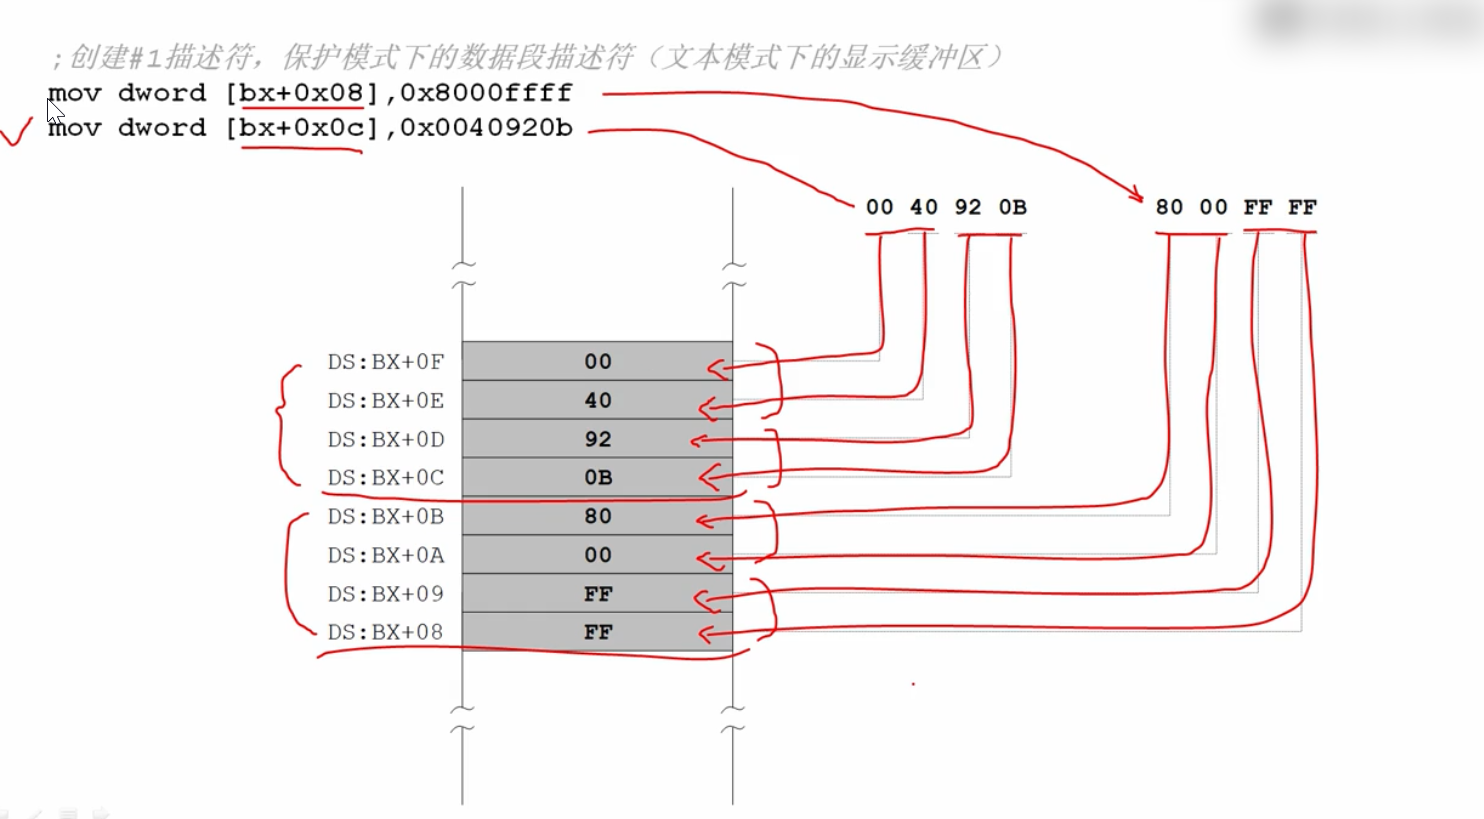 ;创建#1描述符，保护模式下的数据段描述符（文本模式下的显示缓冲区）
mov dword [bx+0x08],0x8000ffff
mov dword [bx+0x0c],0x0040920b
00 40 92 0B 80 00 FF FF
DS:BX+0F 00
DS:BX+0E 40
DS:BX+0D 92
DS:BX+0C 0B
DS:BX+0B 80
DS:BX+0A 00
DS:BX+09 FF
DS:BX+08 FF